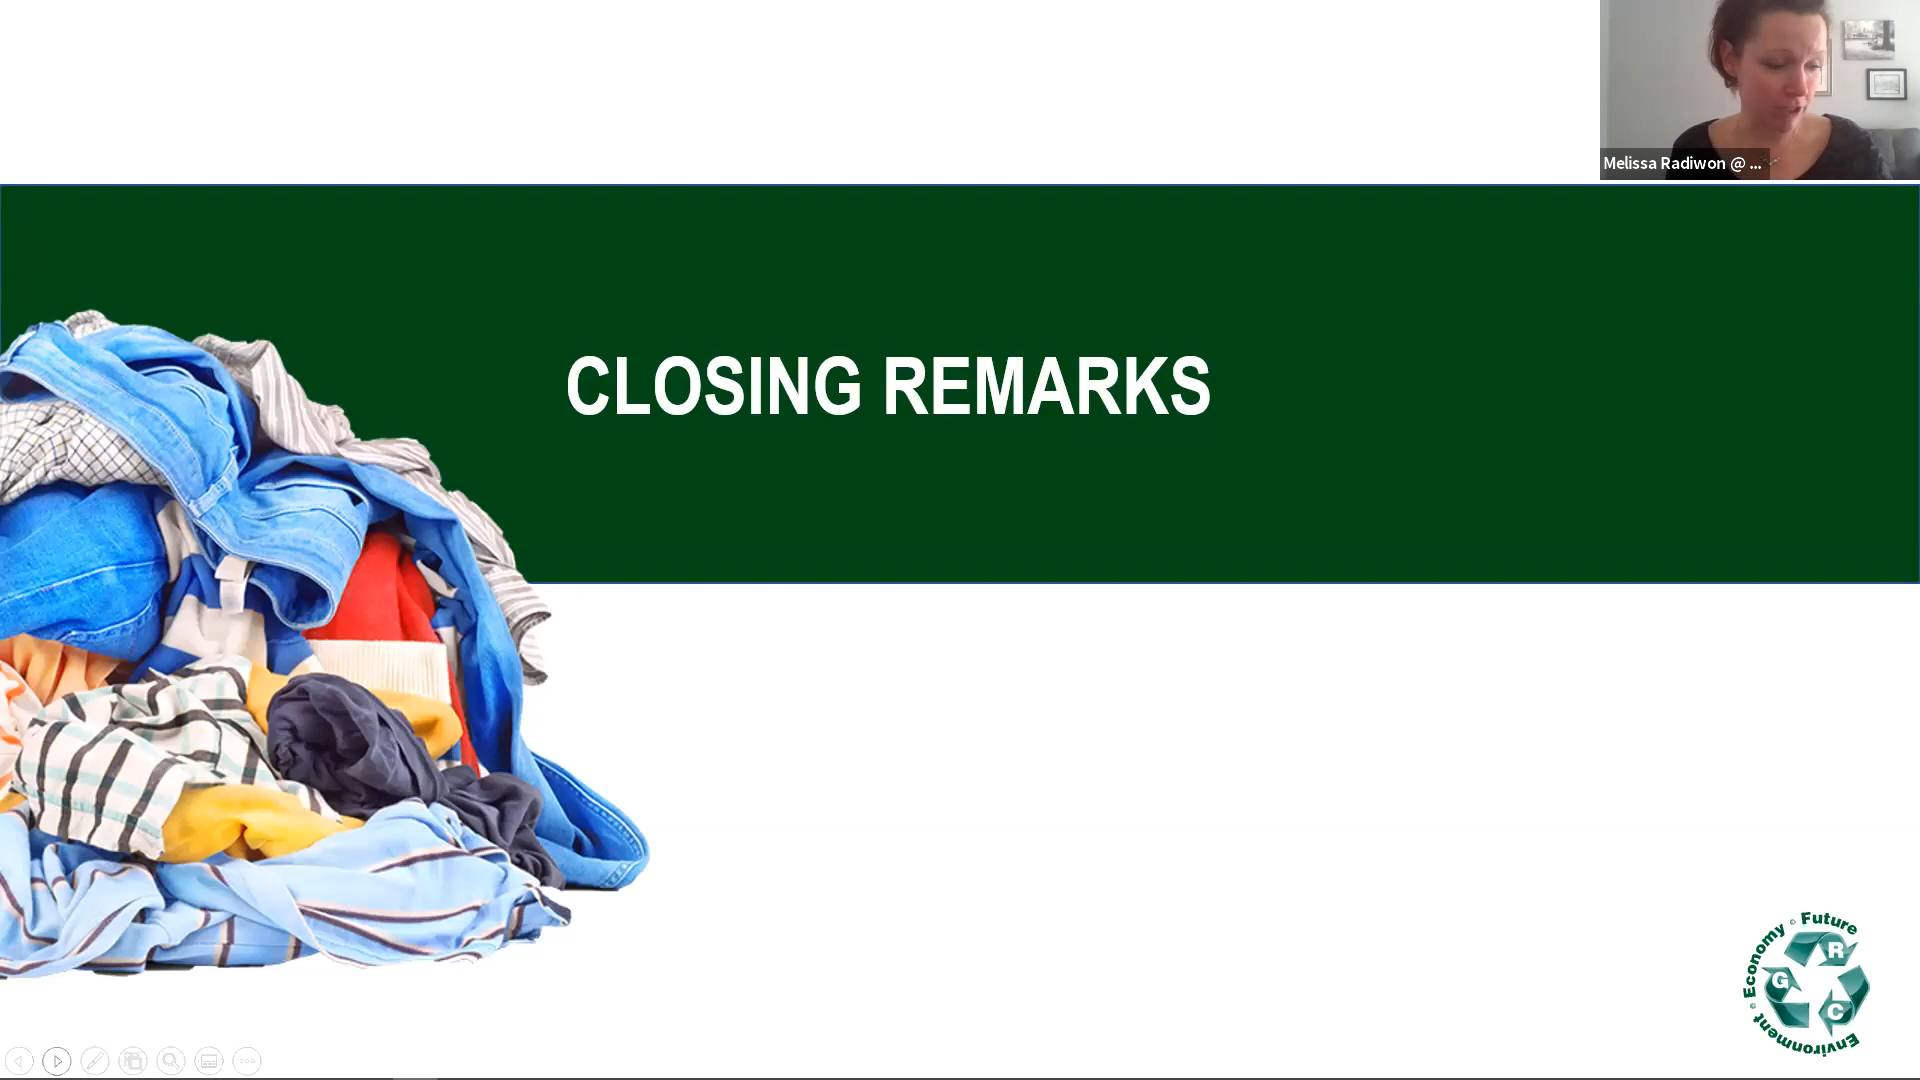 Melissa Radiwon @ ...
CLOSING REMARKS
Economy © Future
© Environment
R
G
C